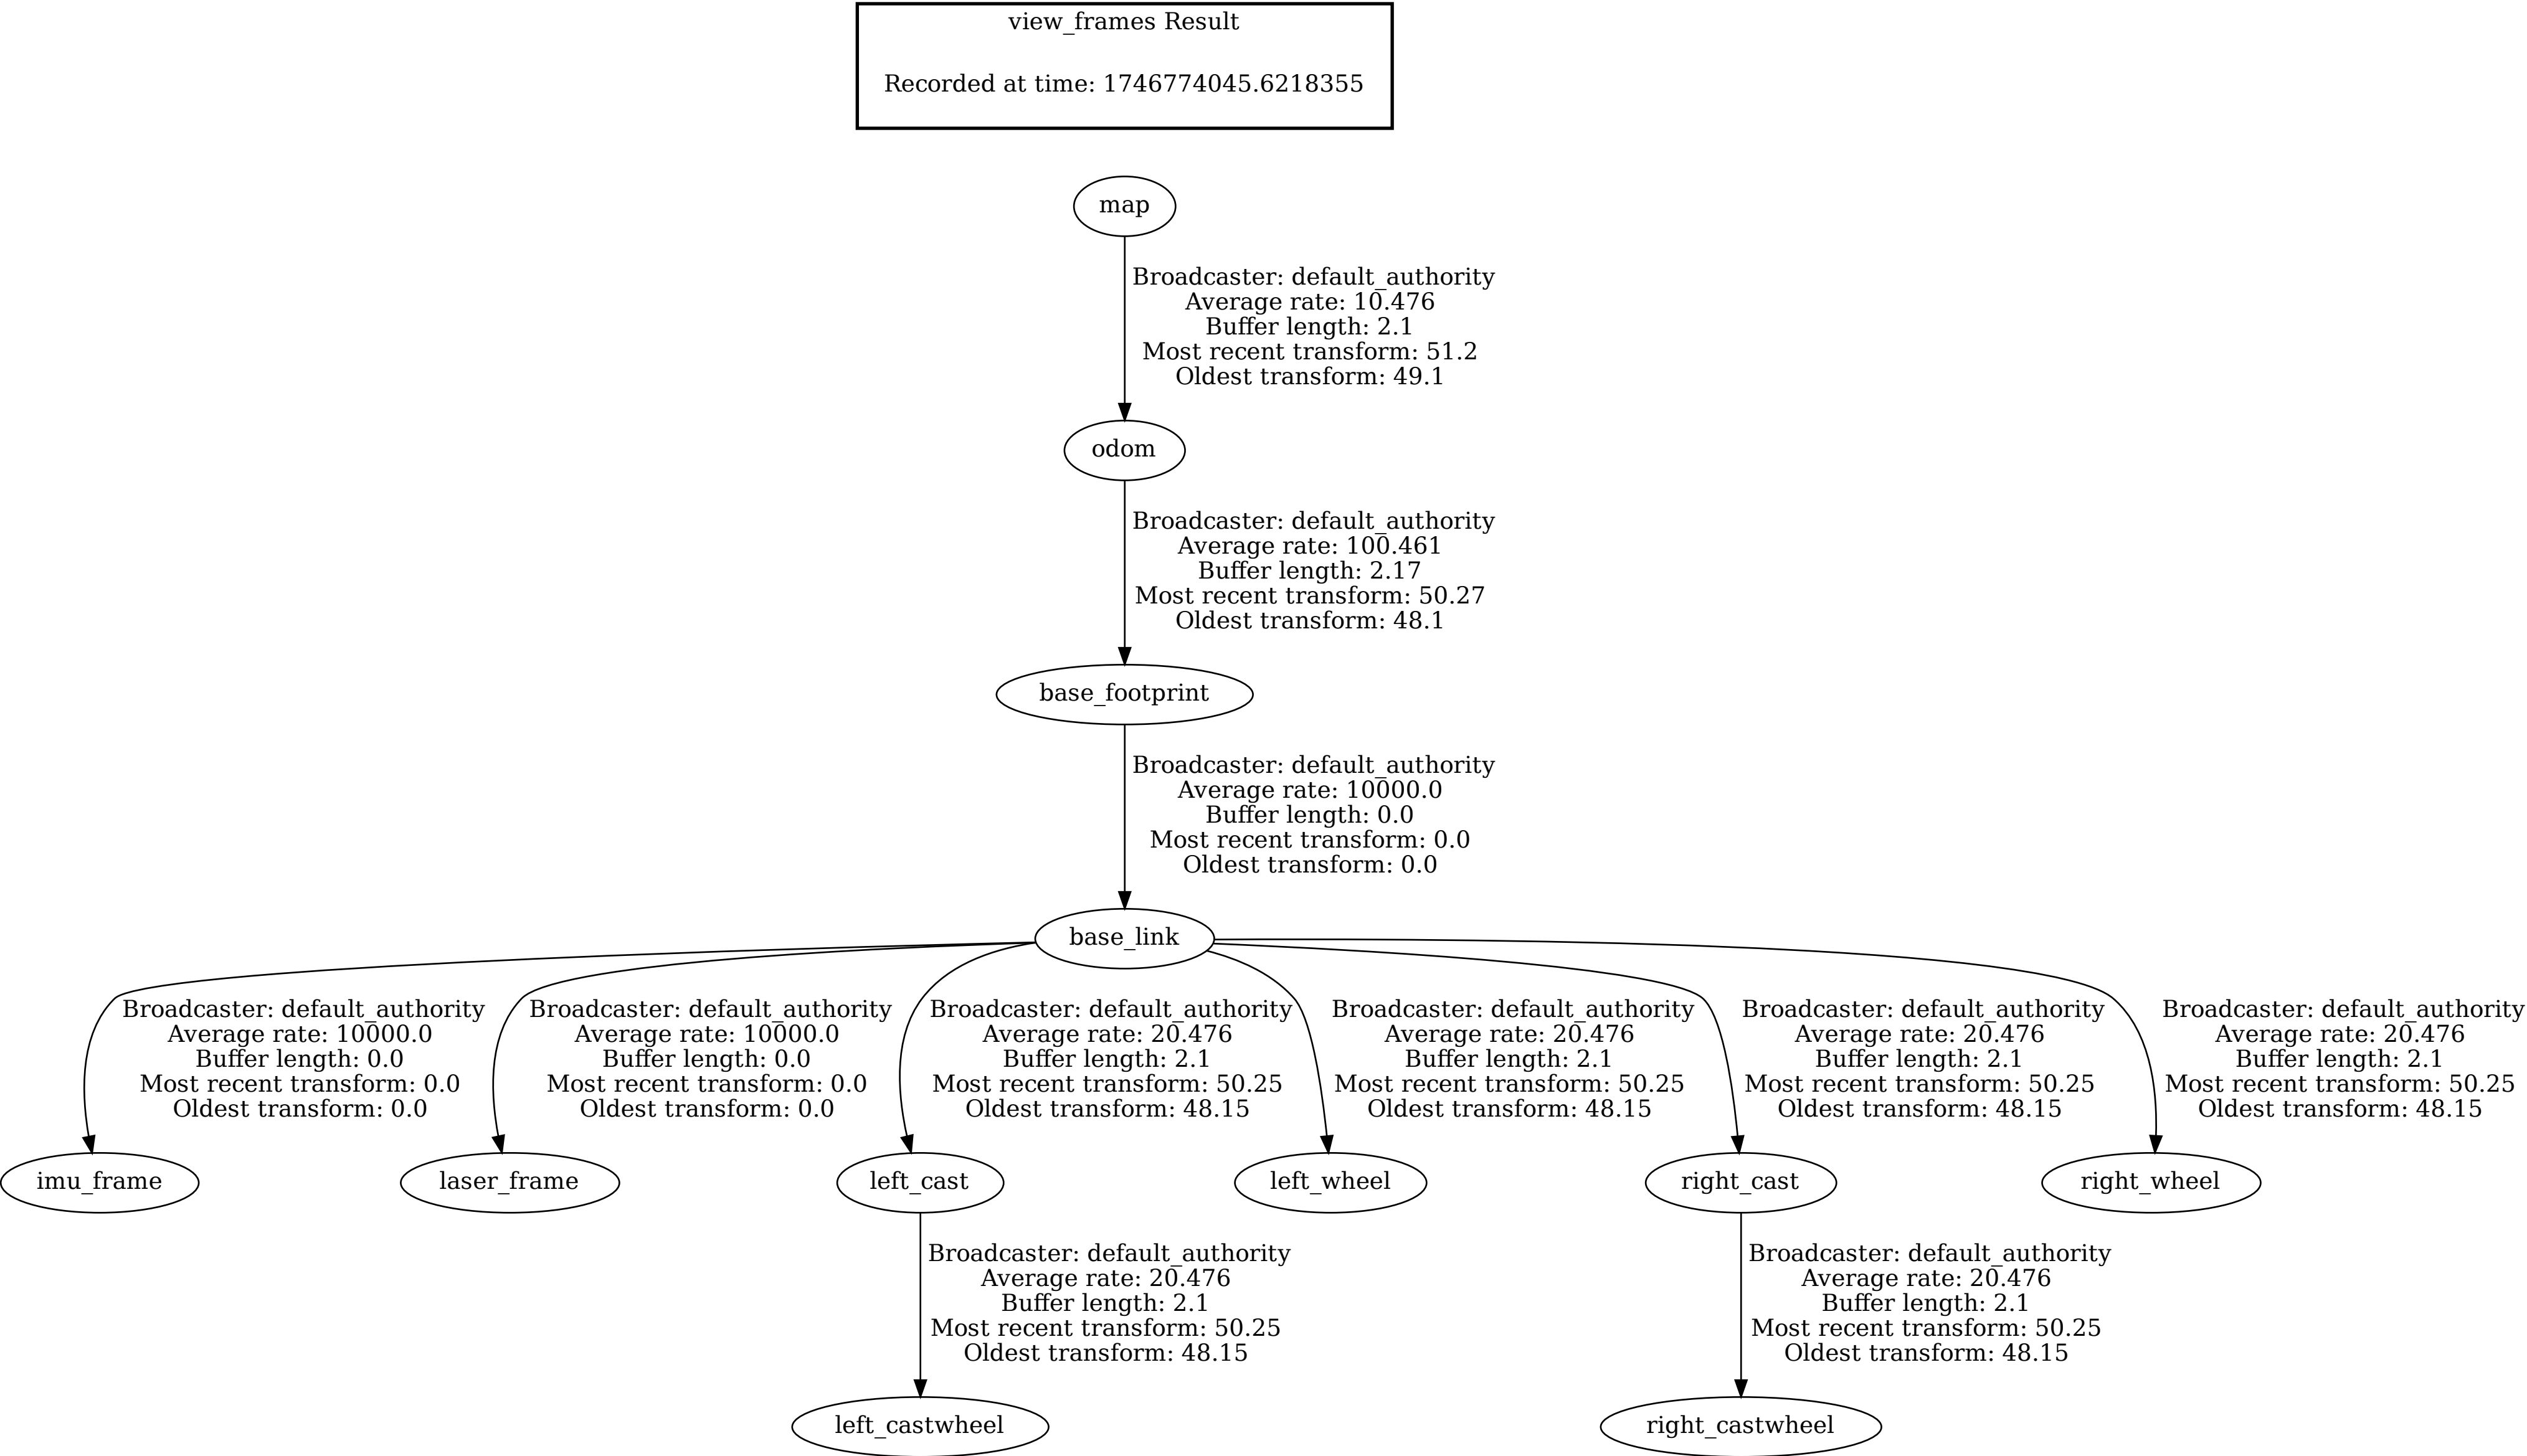 view_frames Result
Recorded at time: 1746774045.6218355
map
Broadcaster: default_authority
Average rate: 10.476
Buffer length: 2.1
Most recent transform: 51.2
Oldest transform: 49.1
odom
Broadcaster: default_authority
Average rate: 100.461
Buffer length: 2.17
Most recent transform: 50.27
Oldest transform: 48.1
base_footprint
Broadcaster: default_authority
Average rate: 10000.0
Buffer length: 0.0
Most recent transform: 0.0
Oldest transform: 0.0
base_link
Broadcaster: default_authority
Average rate: 10000.0
Buffer length: 0.0
Most recent transform: 0.0
Oldest transform: 0.0
Broadcaster: default_authority
Average rate: 10000.0
Buffer length: 0.0
Most recent transform: 0.0
Oldest transform: 0.0
Broadcaster: default_authority
Average rate: 20.476
Buffer length: 2.1
Most recent transform: 50.25
Oldest transform: 48.15
Broadcaster: default_authority
Average rate: 20.476
Buffer length: 2.1
Most recent transform: 50.25
Oldest transform: 48.15
Broadcaster: default_authority
Average rate: 20.476
Buffer length: 2.1
Most recent transform: 50.25
Oldest transform: 48.15
Broadcaster: default_authority
Average rate: 20.476
Buffer length: 2.1
Most recent transform: 50.25
Oldest transform: 48.15
imu_frame
laser_frame
left_cast
left_wheel
right_cast
right_wheel
Broadcaster: default_authority
Average rate: 20.476
Buffer length: 2.1
Most recent transform: 50.25
Oldest transform: 48.15
Broadcaster: default_authority
Average rate: 20.476
Buffer length: 2.1
Most recent transform: 50.25
Oldest transform: 48.15
left_castwheel
right_castwheel